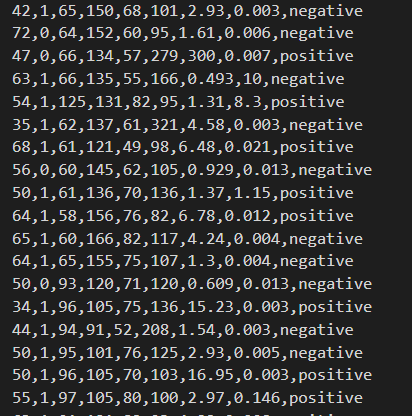 42,1,65,150,68,101,2.93,0.003,negative
72,0,64,152,60,95,1.61,0.006,negative
47,0,66,134,57,279,300,0.007,positive
63,1,66,135,55,166,0.493,10,negative
54,1,125,131,82,95,1.31,8.3,positive
35,1,62,137,61,321,4.58,0.003,negative
68,1,61,121,49,98,6.48,0.021,positive
56,0,60,145,62,105,0.929,0.013,negative
50,1,61,136,70,136,1.37,1.15,positive
64,1,58,156,76,82,6.78,0.012,positive
65,1,60,166,82,117,4.24,0.004,negative
64,1,65,155,75,107,1.3,0.004,negative
50,0,93,120,71,120,0.609,0.013,negative
34,1,96,105,75,136,15.23,0.003,positive
44,1,94,91,52,208,1.54,0.003,negative
50,1,95,101,76,125,2.93,0.005,negative
50,1,96,105,70,103,16.95,0.003,positive
55,1,97,105,80,100,2.97,0.146,positive